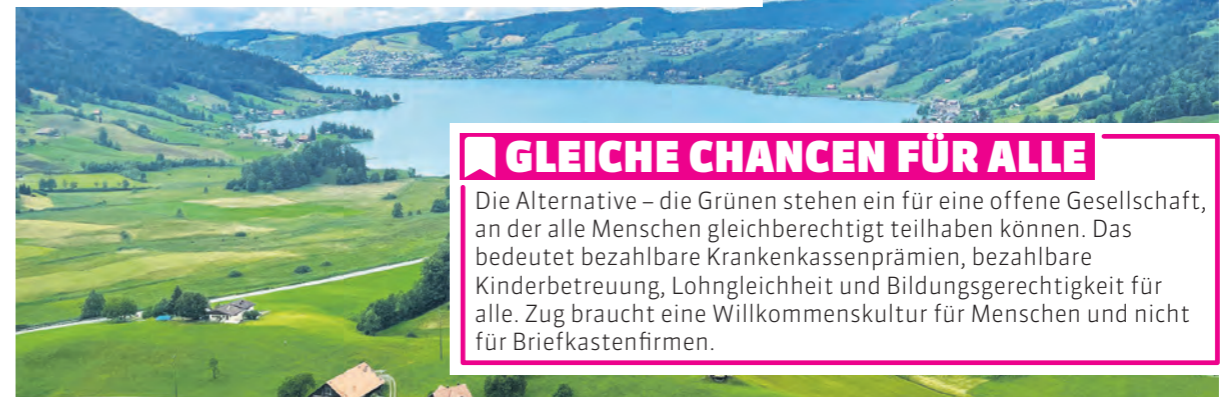 GLEICHE CHANCEN FÜR ALLE
Die Alternative – die Grünen stehen ein für eine offene Gesellschaft,
an der alle Menschen gleichberechtigt teilhaben können. Das
bedeutet bezahlbare Krankenkassenprämien, bezahlbare
Kinderbetreuung, Lohngleichheit und Bildungsgerechtigkeit für
alle. Zug braucht eine Willkommenskultur für Menschen und nicht
für Briefkastenfirmen.